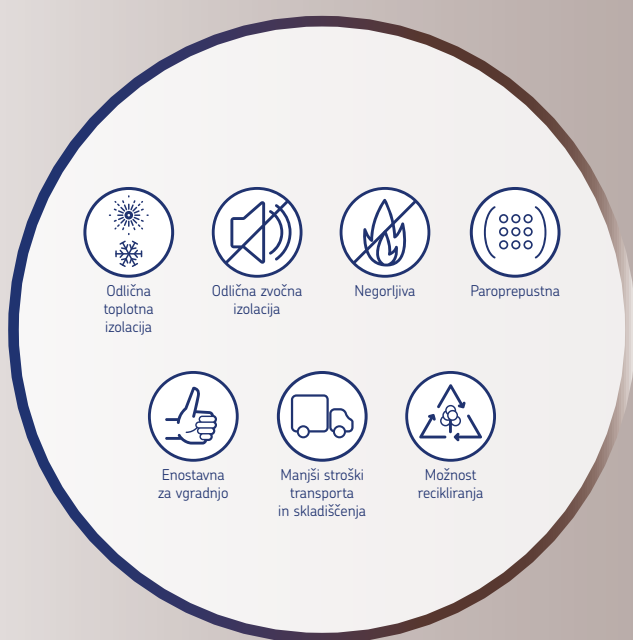 Odlična
toplotna
izolacija
Odlična zvočna
izolacija
Negorljiva
Paroprepustna
Enostavna
za vgradnjo
Manjši stroški
transporta
in skladiščenja
Možnost
recikliranja